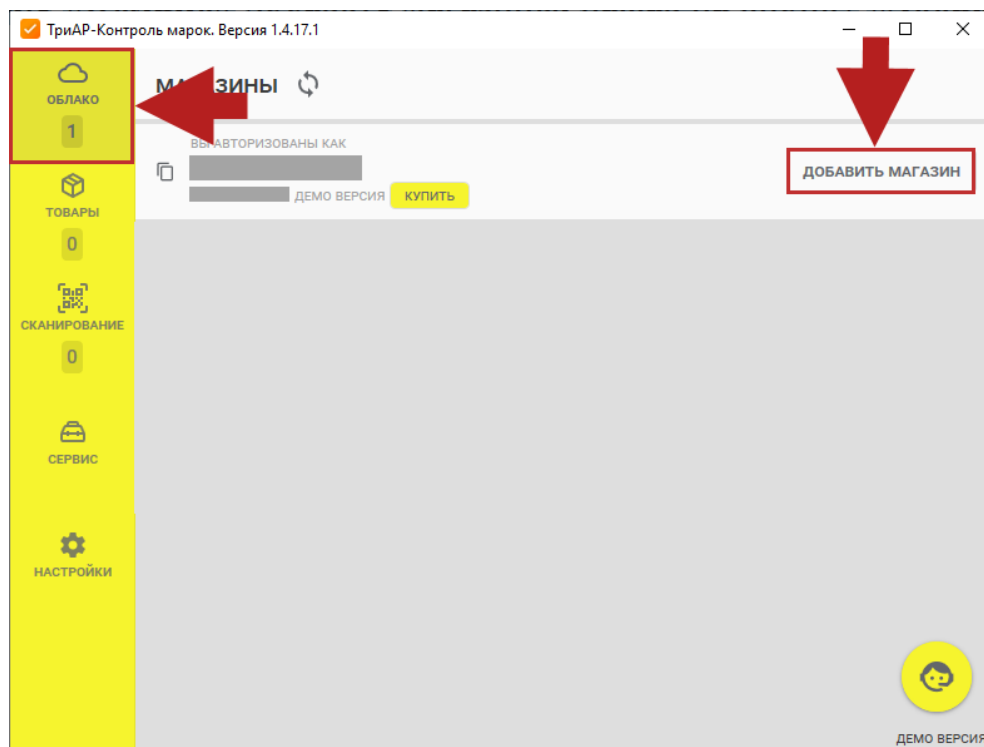 ТриАР-Контроль марок. Версия 1.4.17.1
ОБЛАКО
1
ТОВАРЫ
0
СКАНИРОВАНИЕ
0
СЕРВИС
НАСТРОЙКИ
ЗИНЫ
АВТОРИЗОВАНЫ КАК
ДЕМО ВЕРСИЯ КУПИТЬ
ДОБАВИТЬ МАГАЗИН
ДЕМО ВЕРСИЯ